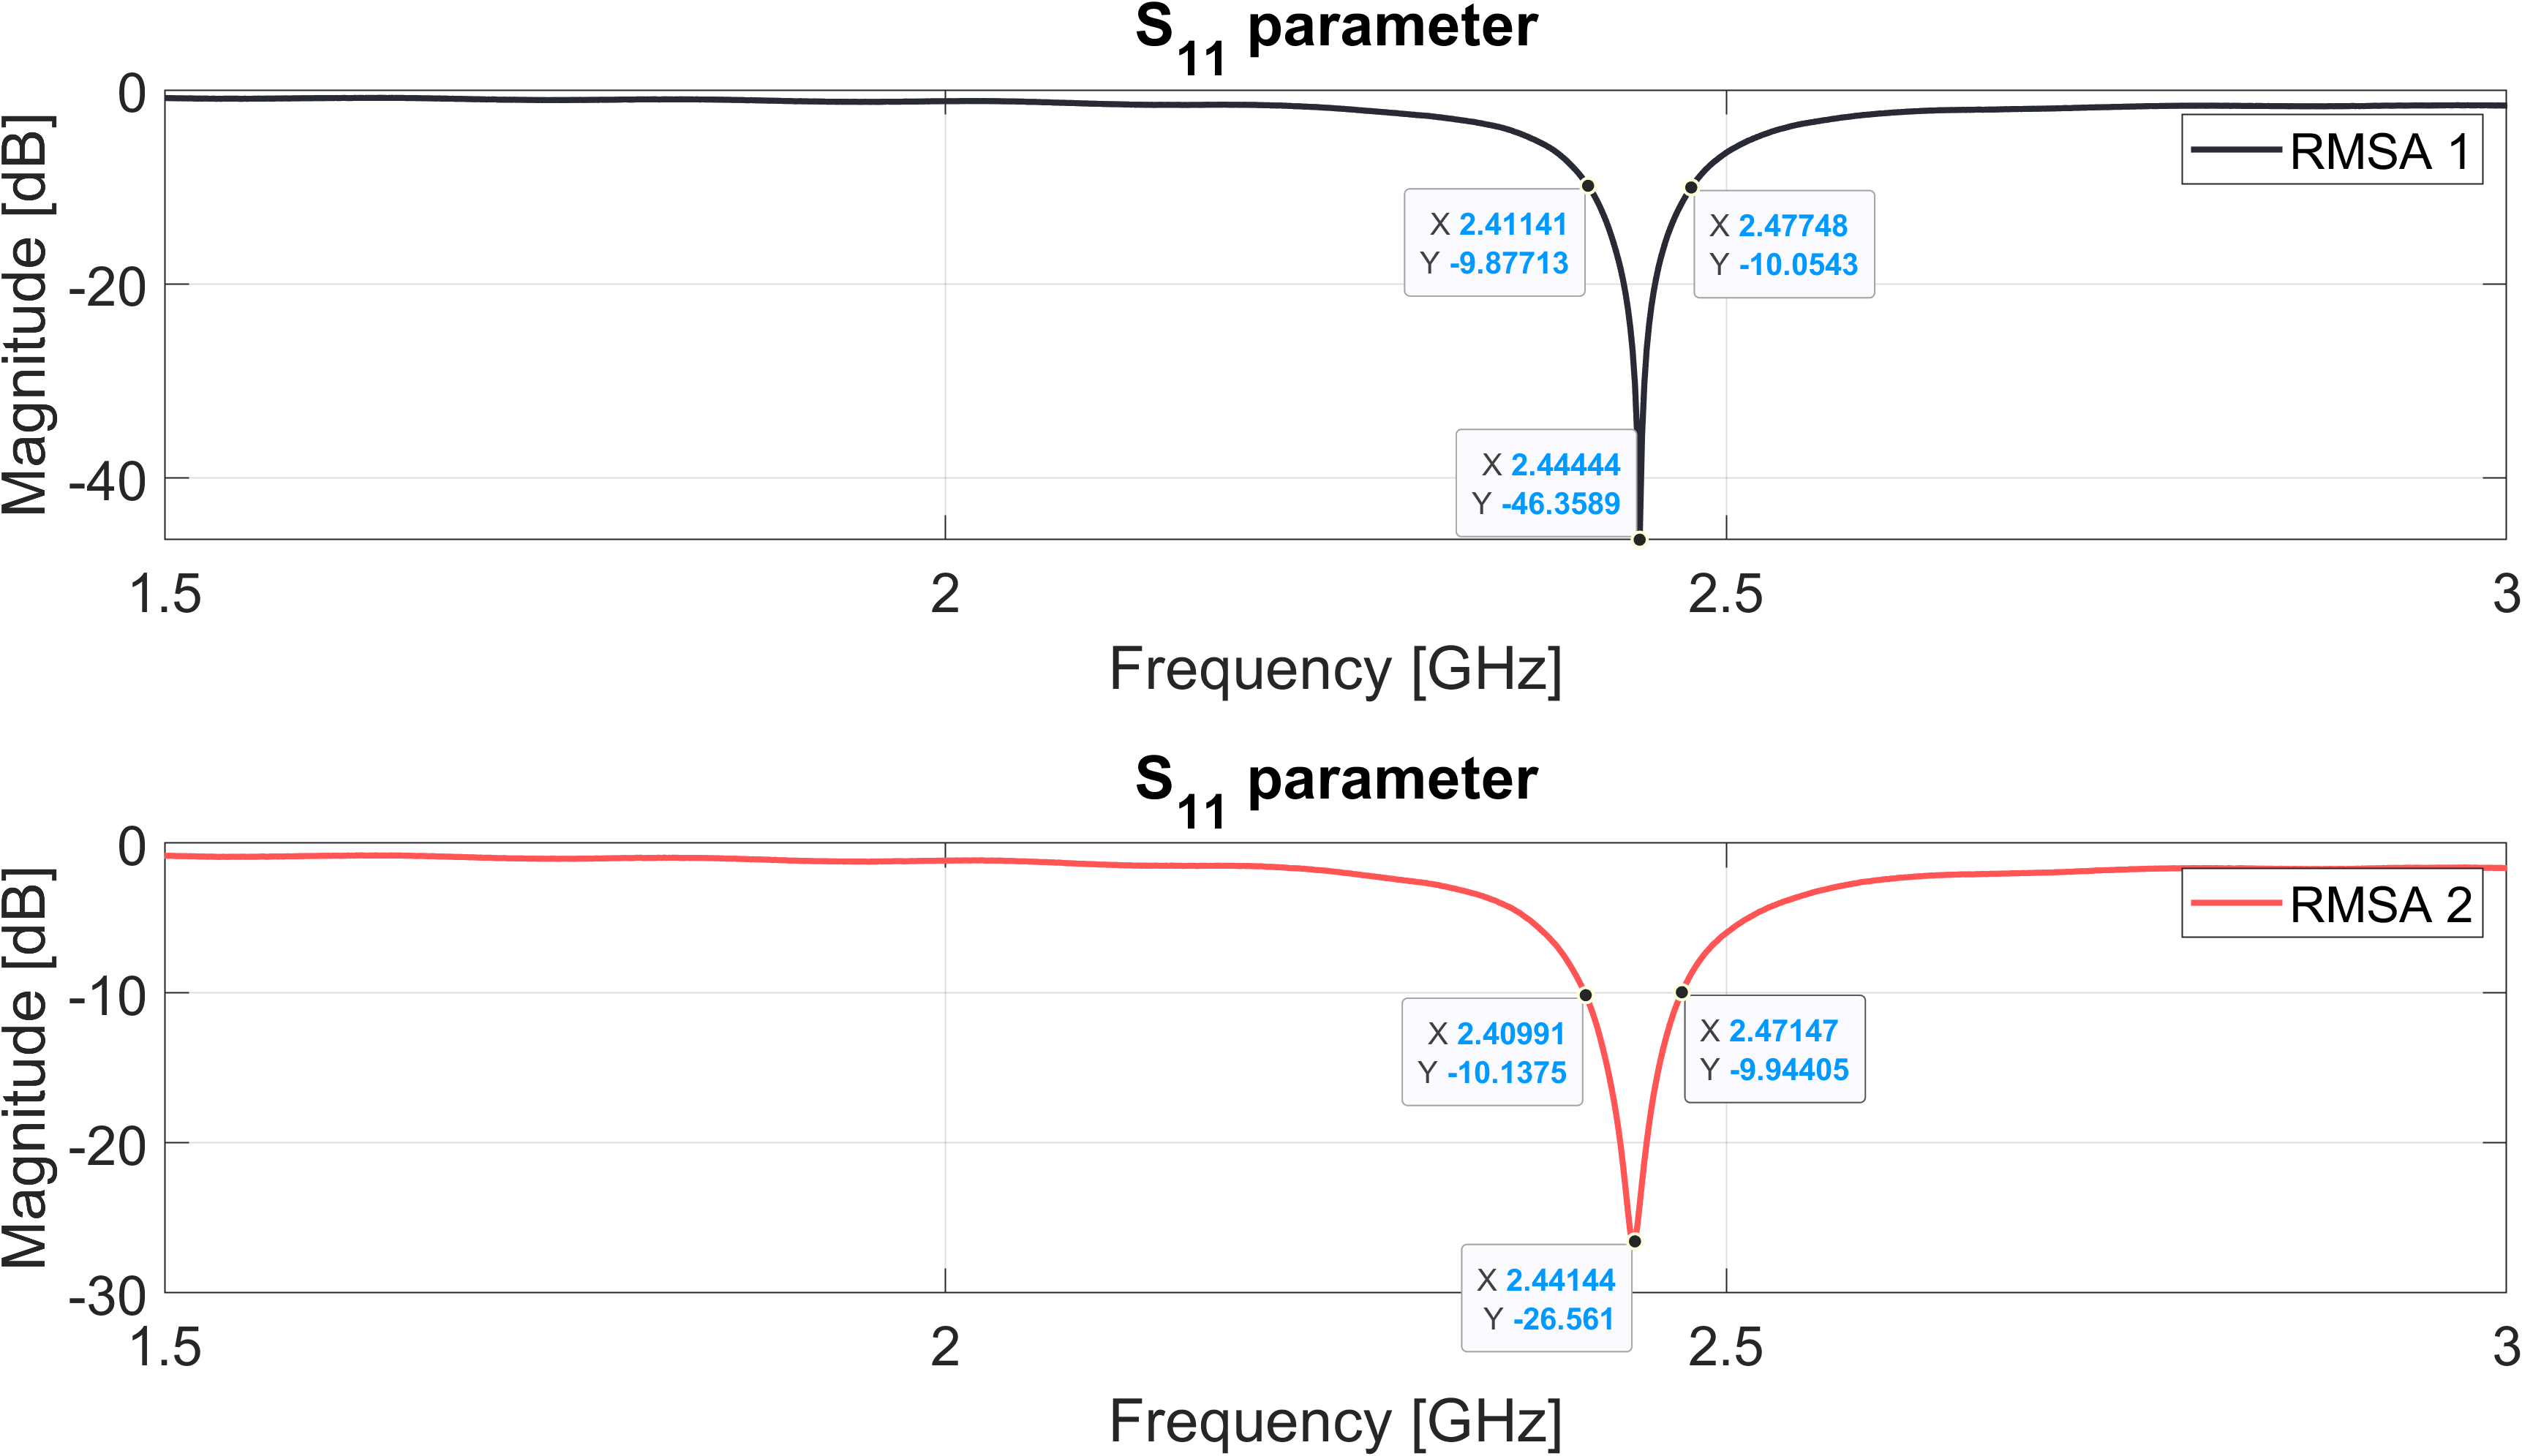 S11 parameter
Magnitude [dB]
0
-20
-40
RMSA 1
X 2.41141
Y -9.87713
X 2.47748
Y -10.0543
X 2.44444
Y -46.3589
1.5 2 2.5 3
Frequency [GHz]
S11 parameter
Magnitude [dB]
0
-10
-20
-30
RMSA 2
X 2.40991
Y -10.1375
X 2.47147
Y -9.94405
X 2.44144
Y -26.561
1.5 2 2.5 3
Frequency [GHz]